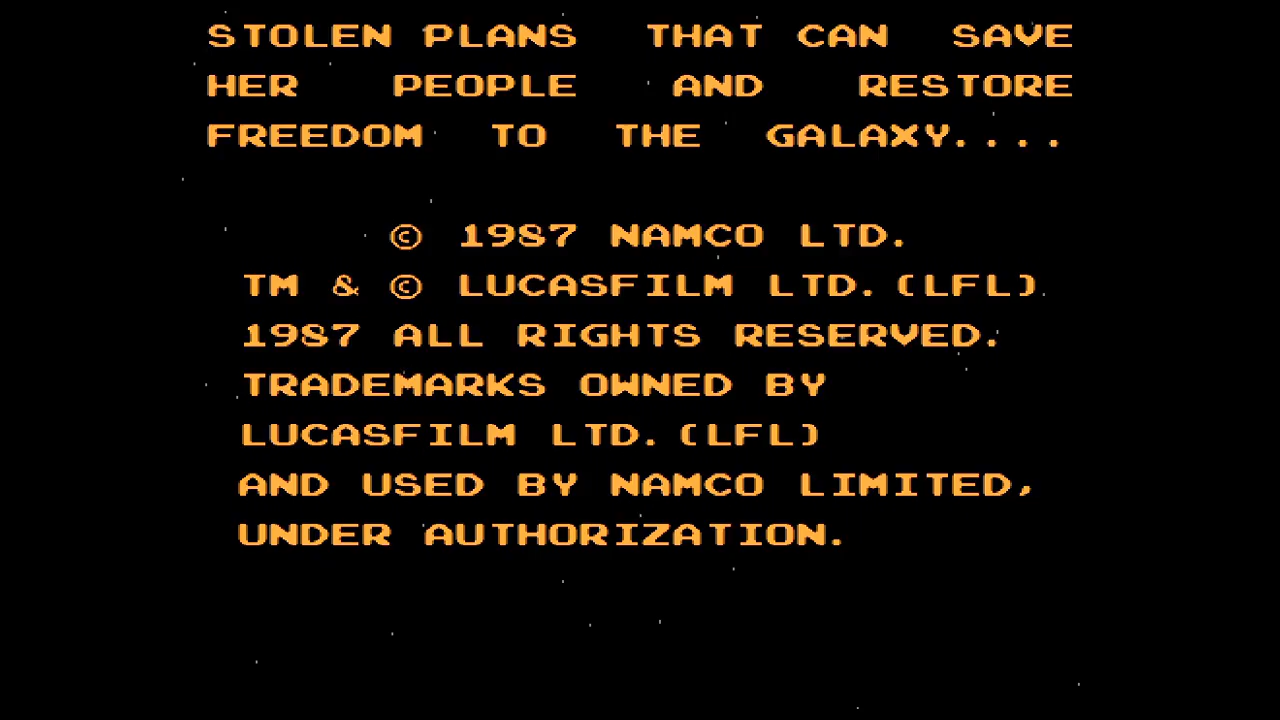 STOLEN PLANS THAT CAN SAVE
HER PEOPLE AND RESTORE
FREEDOM TO THE GALAXY....
© 1987 NAMCO LTD.
TM & © LUCASFILM LTD.(LFL)
1987 ALL RIGHTS RESERVED.
TRADEMARKS OWNED BY
LUCASFILM LTD.(LFL)
AND USED BY NAMCO LIMITED,
UNDER AUTHORIZATION.